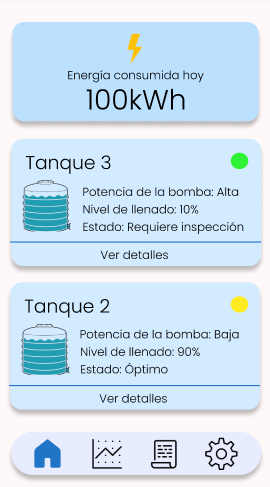 Energía consumida hoy
100kWh
Tanque 3
Potencia de la bomba: Alta
Nivel de llenado: 10%
Estado: Requiere inspección
Ver detalles
Tanque 2
Potencia de la bomba: Baja
Nivel de llenado: 90%
Estado: Óptimo
Ver detalles